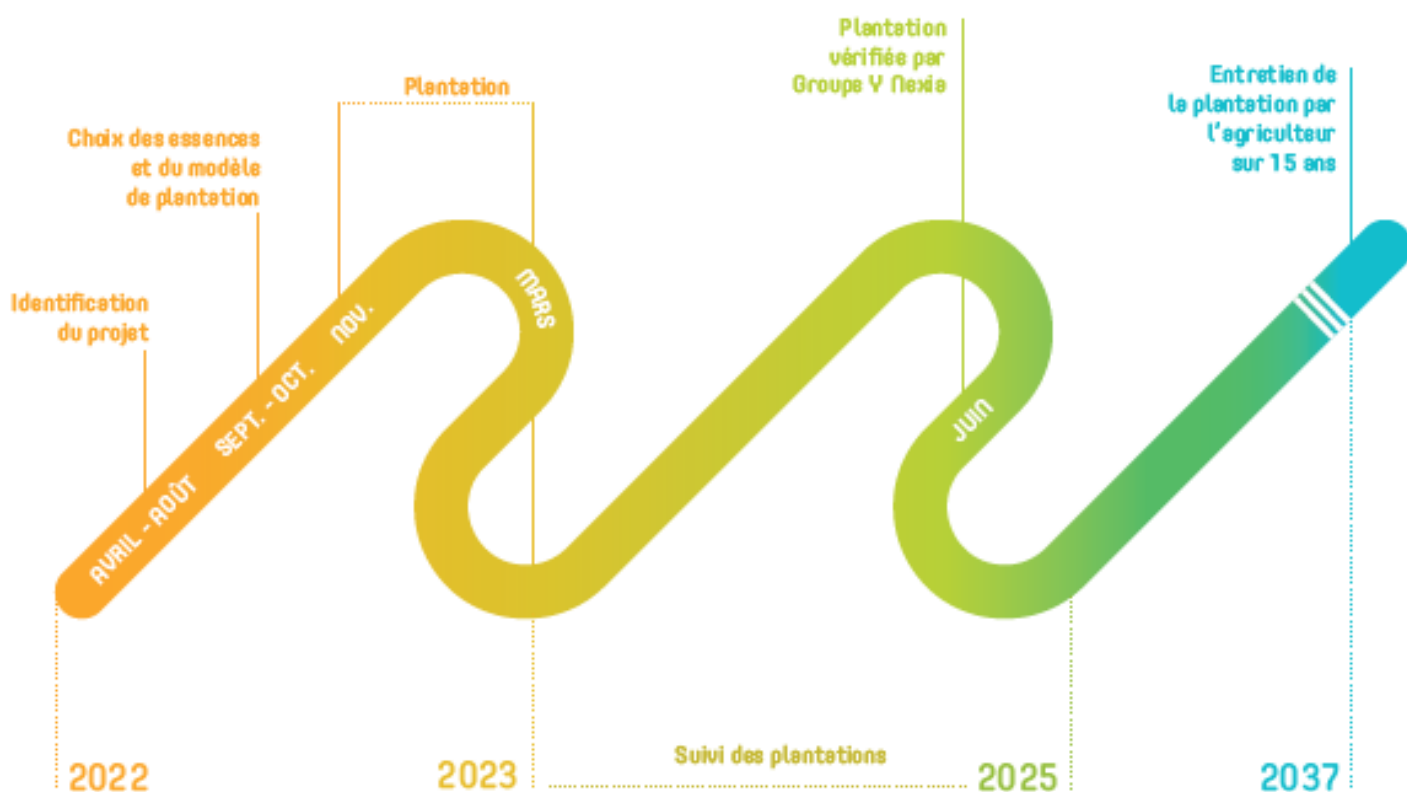 Plantation
vérifiée par
Groupe Y Nexia
Entretien de
la plantation par
l'agriculteur
sur 15 ans
Plantation
Choix des essences
et du modèle
de plantation
Identification
du projet
AVRIL - AOÛT
SEPT. - OCT.
NOV.
MARS
JUIN
Suivi des plantations
2022
2023
2025
2037